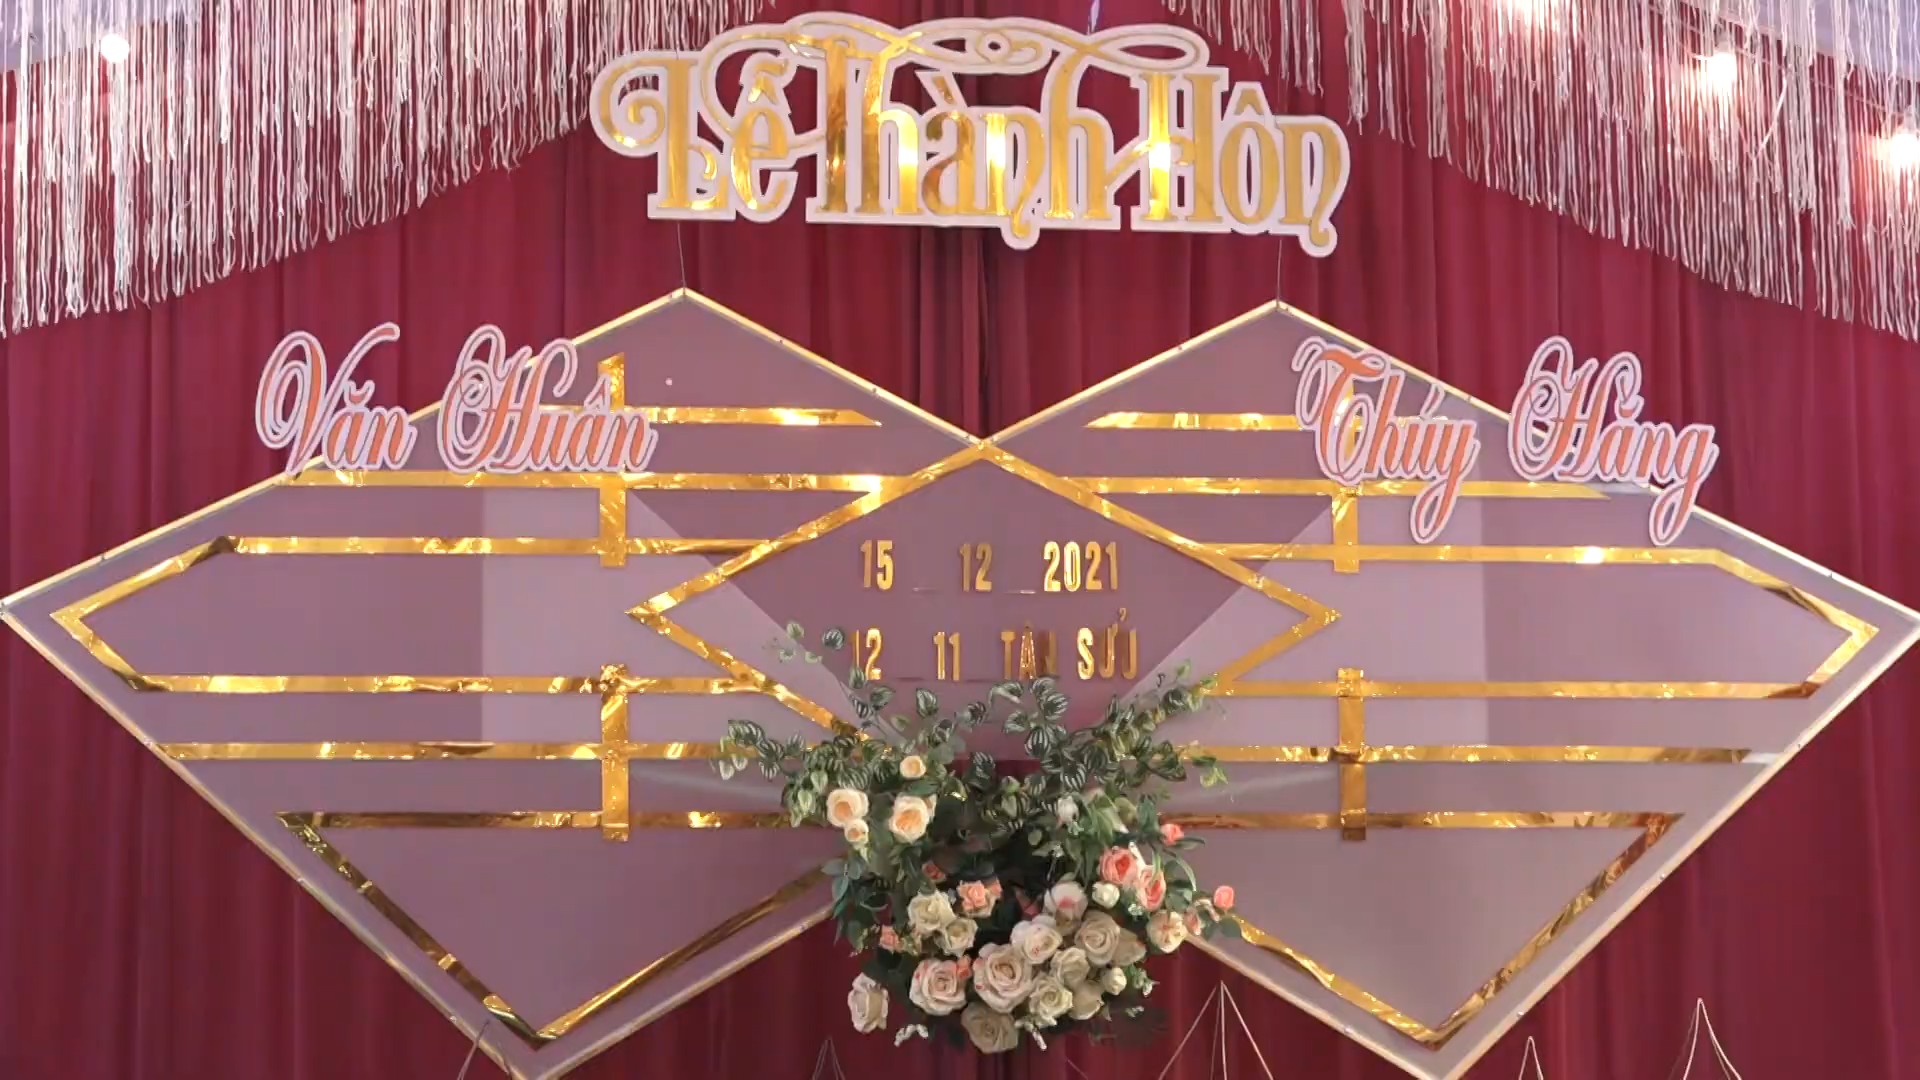 Lễ Thành Hôn
Văn Huân
Thúy Hằng
15 _ 12 _ 2021
12 _ 11 TÂN SỬU